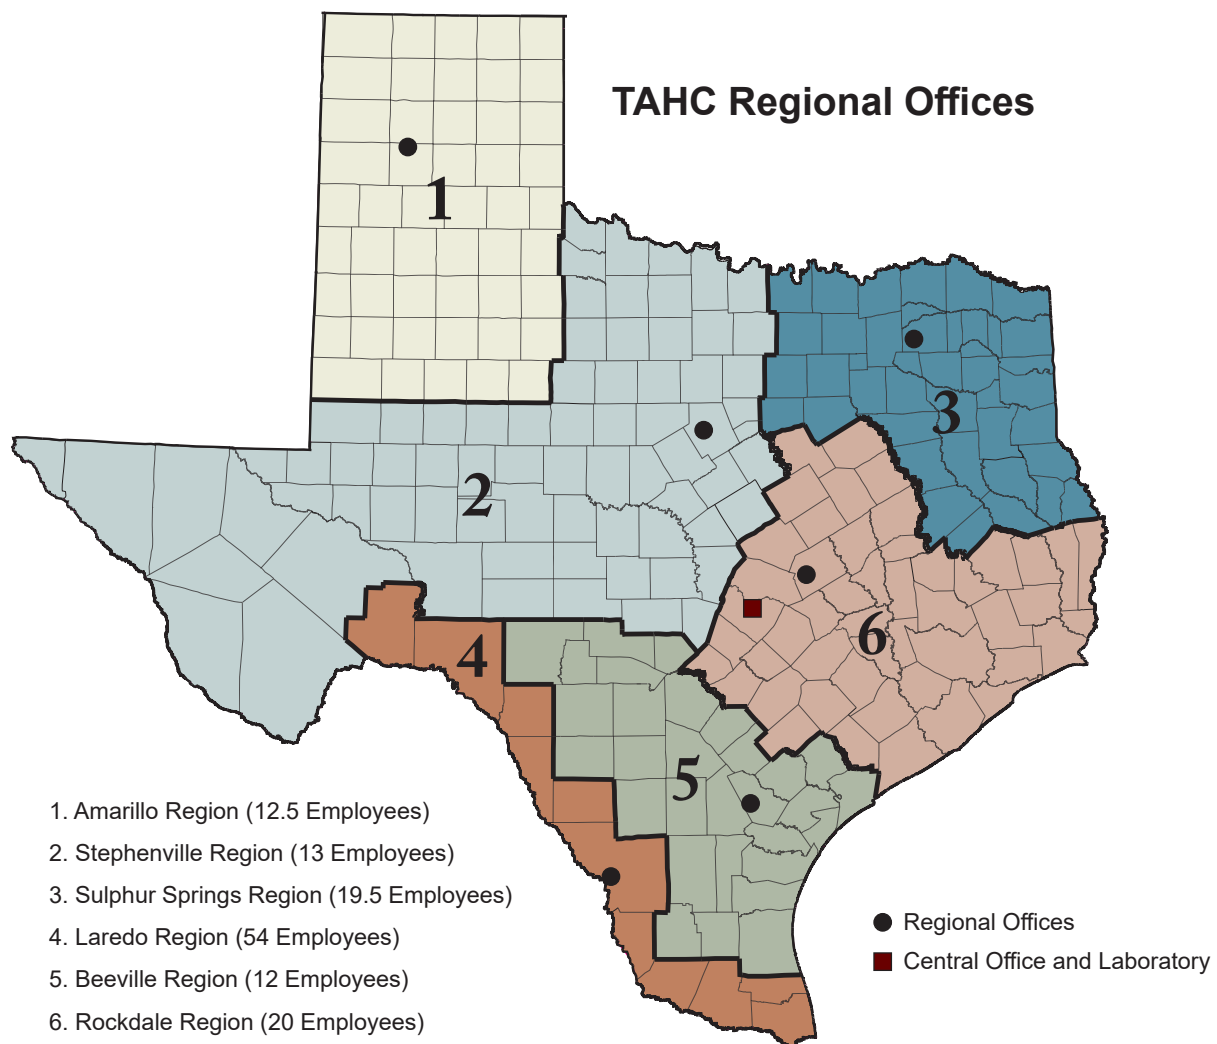 TAHC Regional Offices
1
2
3
4
5
6
1. Amarillo Region (12.5 Employees)
2. Stephenville Region (13 Employees)
3. Sulphur Springs Region (19.5 Employees)
4. Laredo Region (54 Employees)
5. Beeville Region (12 Employees)
6. Rockdale Region (20 Employees)
Regional Offices
Central Office and Laboratory